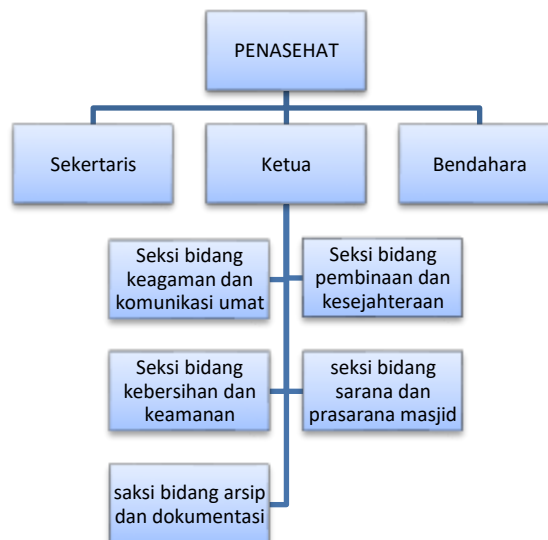 PENASEHAT
Sekertaris
Ketua
Bendahara
Seksi bidang
keagaman dan
komunikasi umat
Seksi bidang
pembinaan dan
kesejahteraan
Seksi bidang
kebersihan dan
keamanan
seksi bidang
sarana dan
prasarana masjid
saksi bidang arsip
dan dokumentasi